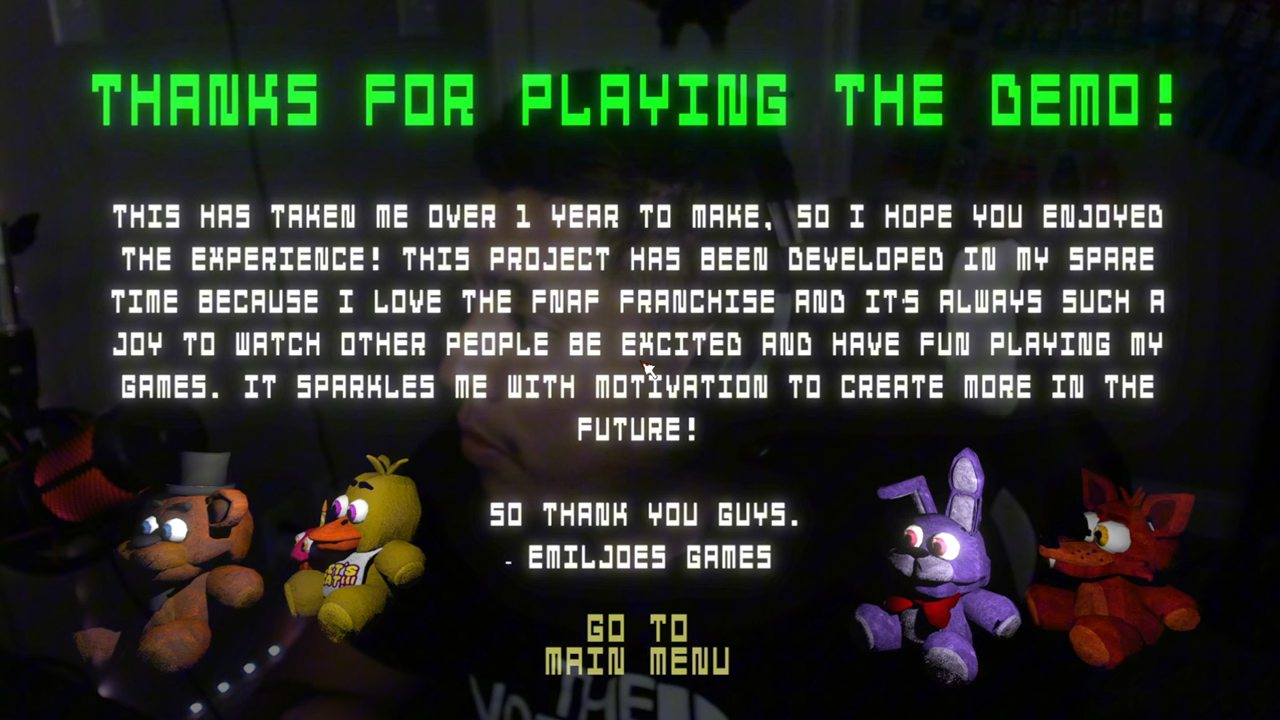 THANKS FOR PLAYING THE DEMO!
THIS HAS TAKEN ME OVER 1 YEAR TO MAKE, SO I HOPE YOU ENJOYED
THE EXPERIENCE! THIS PROJECT HAS BEEN DEVELOPED IN MY SPARE
TIME BECAUSE I LOVE THE FNAF FRANCHISE AND IT'S ALWAYS SUCH A
JOY TO WATCH OTHER PEOPLE BE EXCITED AND HAVE FUN PLAYING MY
GAMES. IT SPARKLES ME WITH MOTIVATION TO CREATE MORE IN THE
FUTURE!
SO THANK YOU GUYS.
- EMILJOES GAMES
GO TO
MAIN MENU
THE